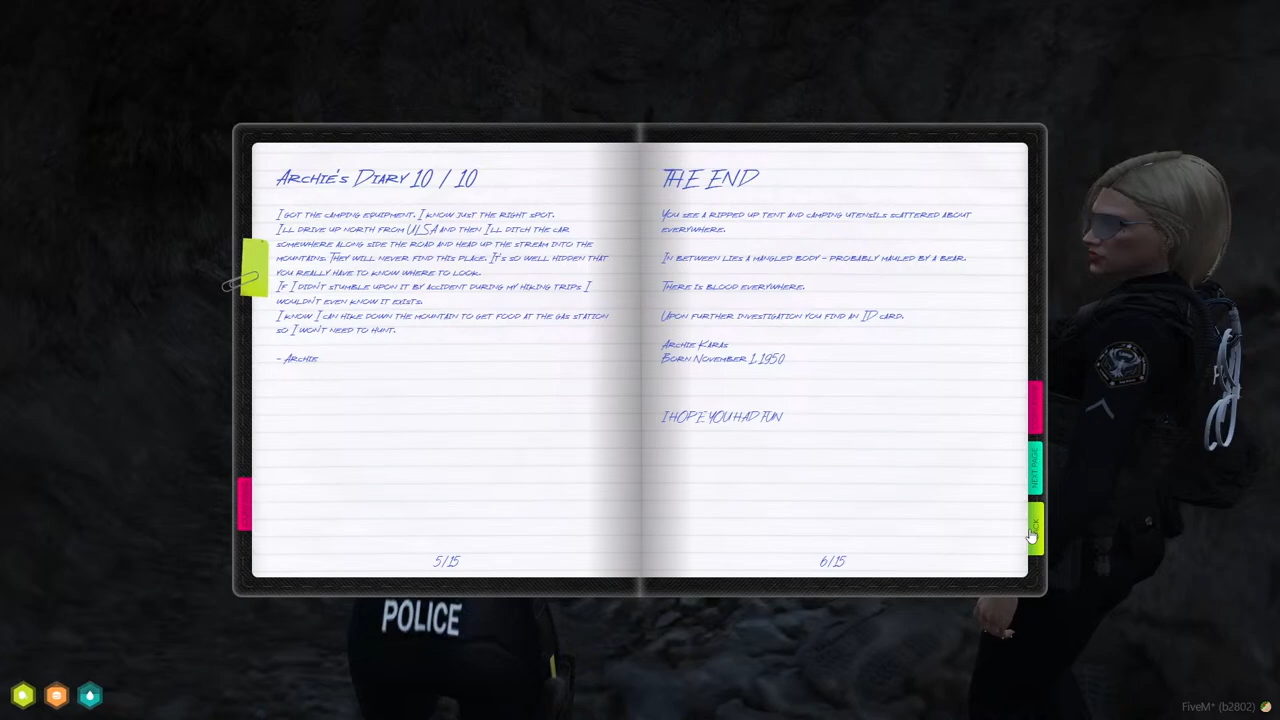 Archie's Diary 10 / 10
I got the camping equipment. I know just the right spot.
I'll drive up north from ULSA and then I'll ditch the car
somewhere along side the road and head up the stream into the
mountains. They will never find this place. It's so well hidden that
you really have to know where to look.
If I didn't stumble upon it by accident during my hiking trips I
wouldn't even know it exists.
I know I can hike down the mountain to get food at the gas station
so I won't need to hunt.
- Archie
5/15
THE END
You see a ripped up tent and camping utensils scattered about
everywhere.
In between lies a mangled body - probably mauled by a bear.
There is blood everywhere.
Upon further investigation you find an ID card.
Archie Karas
Born November 1, 1950
I HOPE YOU HAD FUN
6/15
NEXT PAGE
POLICE
FiveM* (b2802)